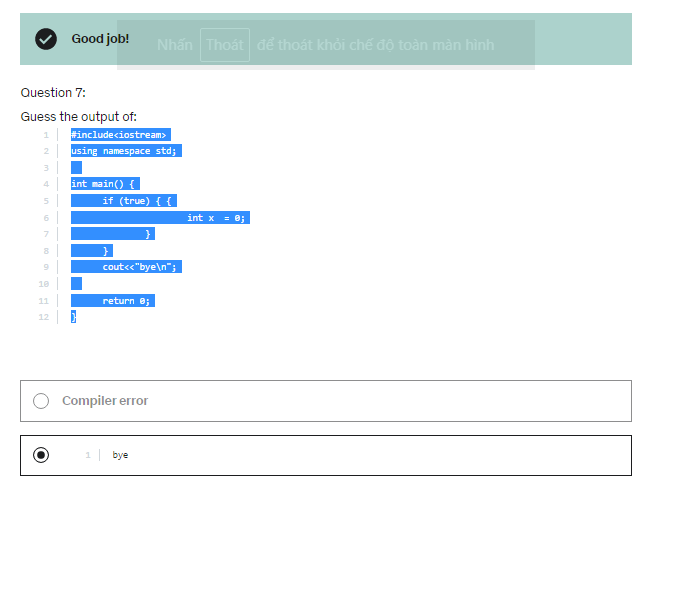 Good job!
Nhấn Thoát để thoát khỏi chế độ toàn màn hình
Question 7:
Guess the output of:
1 #include<iostream>
2 using namespace std;
3
4 int main() {
5 if (true) { {
6 int x  = 0;
7 }
8 }
9 cout<<"bye\n";
10
11 return 0;
12 }
Compiler error
1 bye